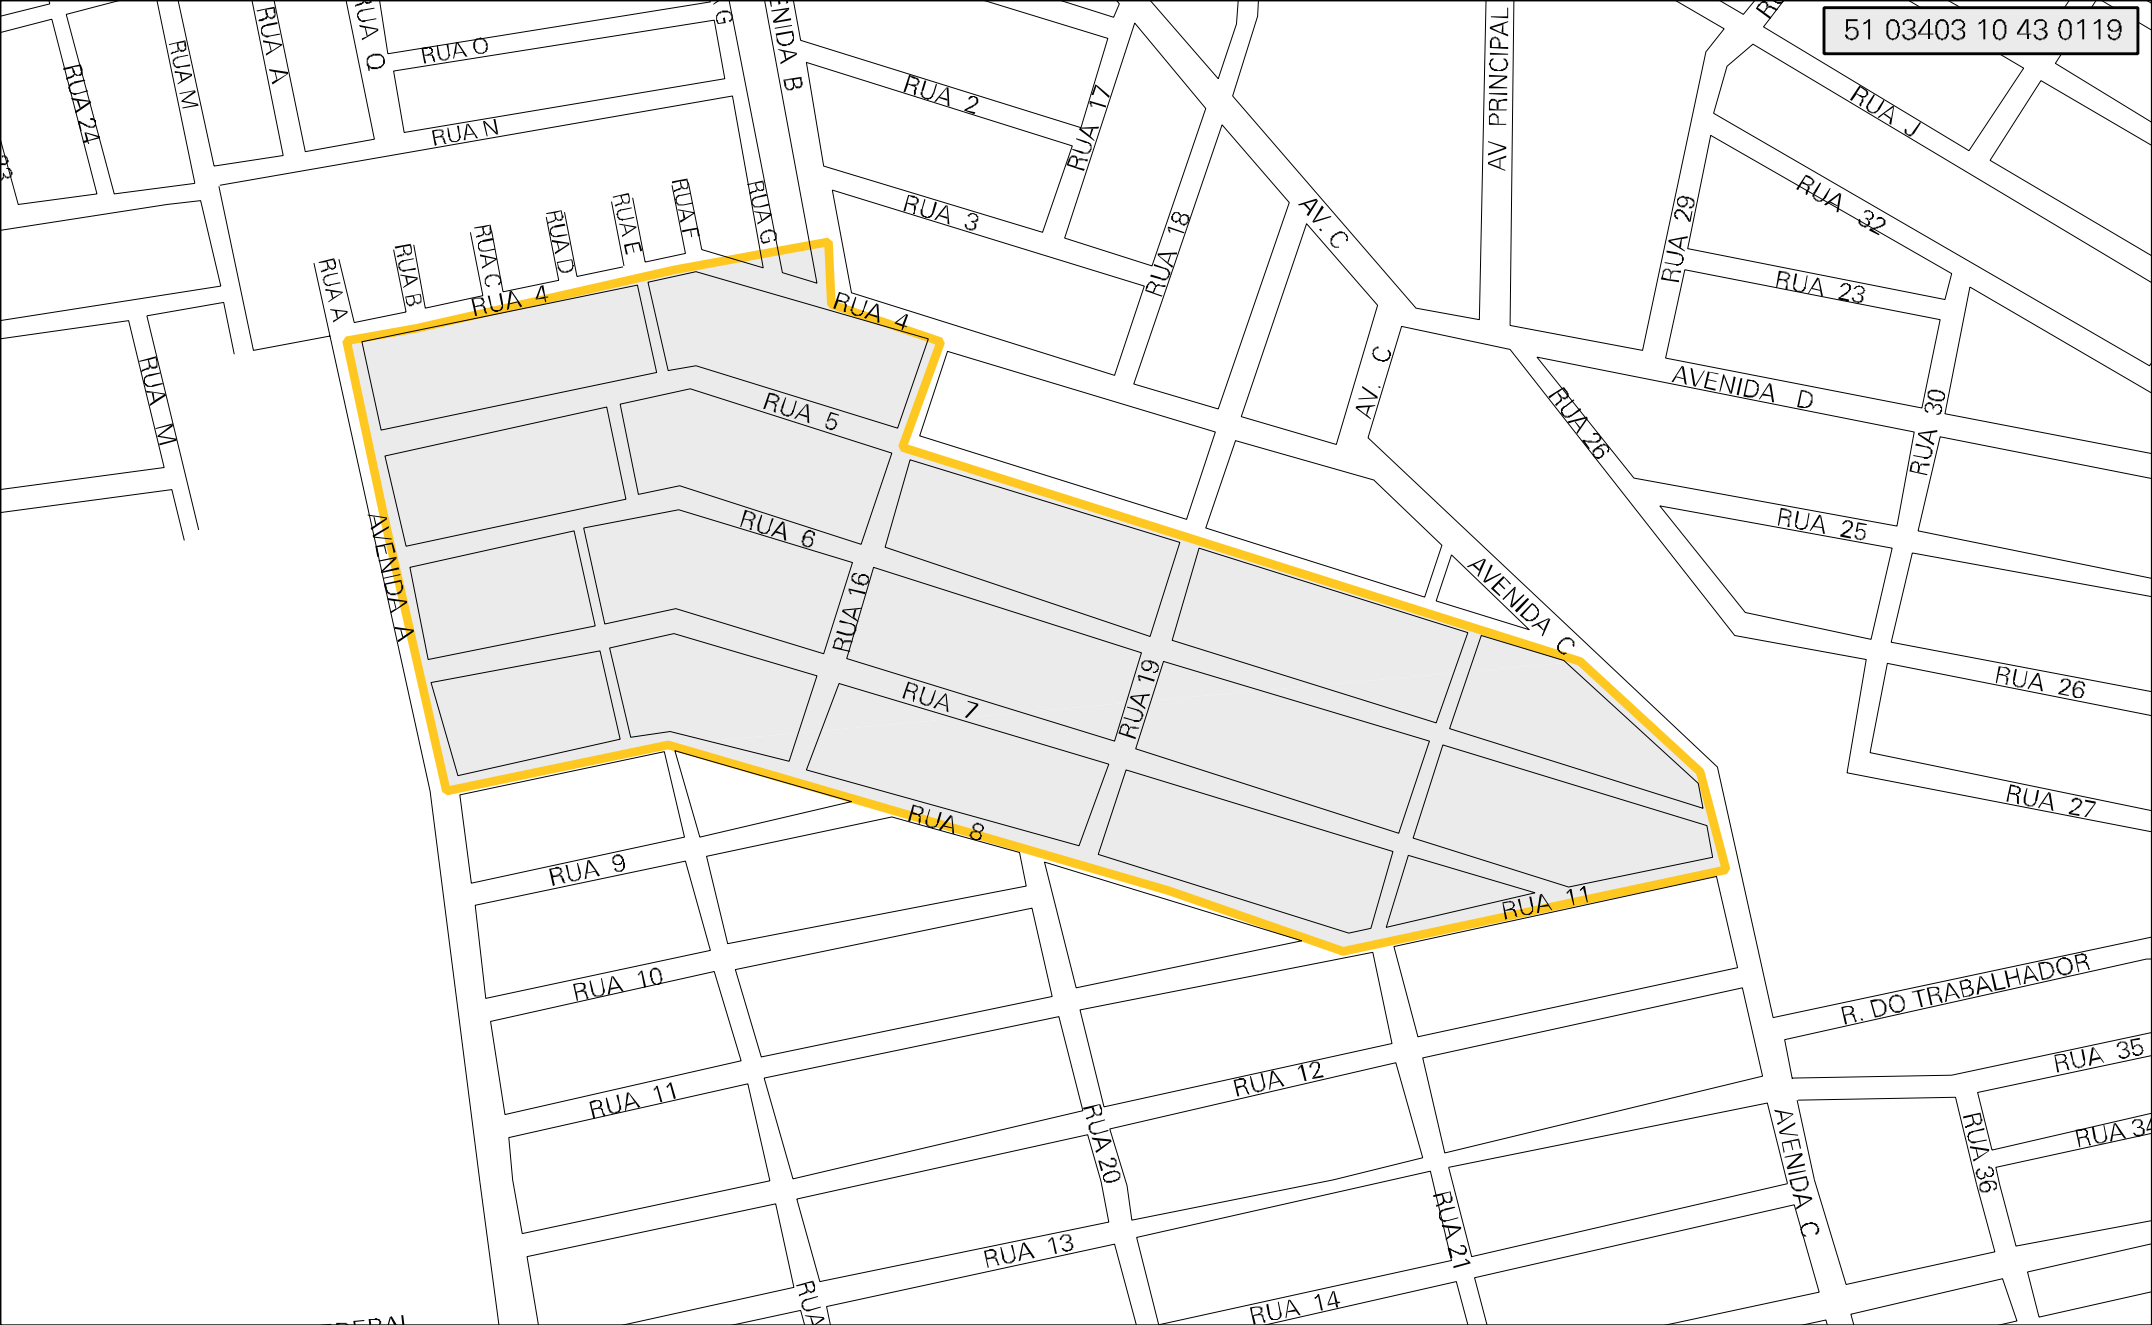 51 03403 10 43 0119
RUA Q
RUA A
RUA M
RUA 24
RUA O
RUA N
AV PRINCIPAL
RUA 2
RUA 17
RUA J
RUA 3
RUA 18
AV. C
RUA 29
RUA 32
RUA 23
RUA A
RUA B
RUA C
RUA D
RUA E
RUA F
RUA G
RUA 4
RUA 4
RUA M
AV. C
AVENIDA D
RUA 30
RUA 26
RUA 5
RUA 6
RUA 25
AVENIDA A
RUA 16
AVENIDA C
RUA 19
RUA 7
RUA 26
RUA 27
RUA 8
RUA 9
RUA 11
RUA 10
R. DO TRABALHADOR
RUA 35
RUA 11
RUA 12
RUA 20
RUA 34
RUA 36
AVENIDA C
RUA 21
RUA 13
RUA 14
RUA